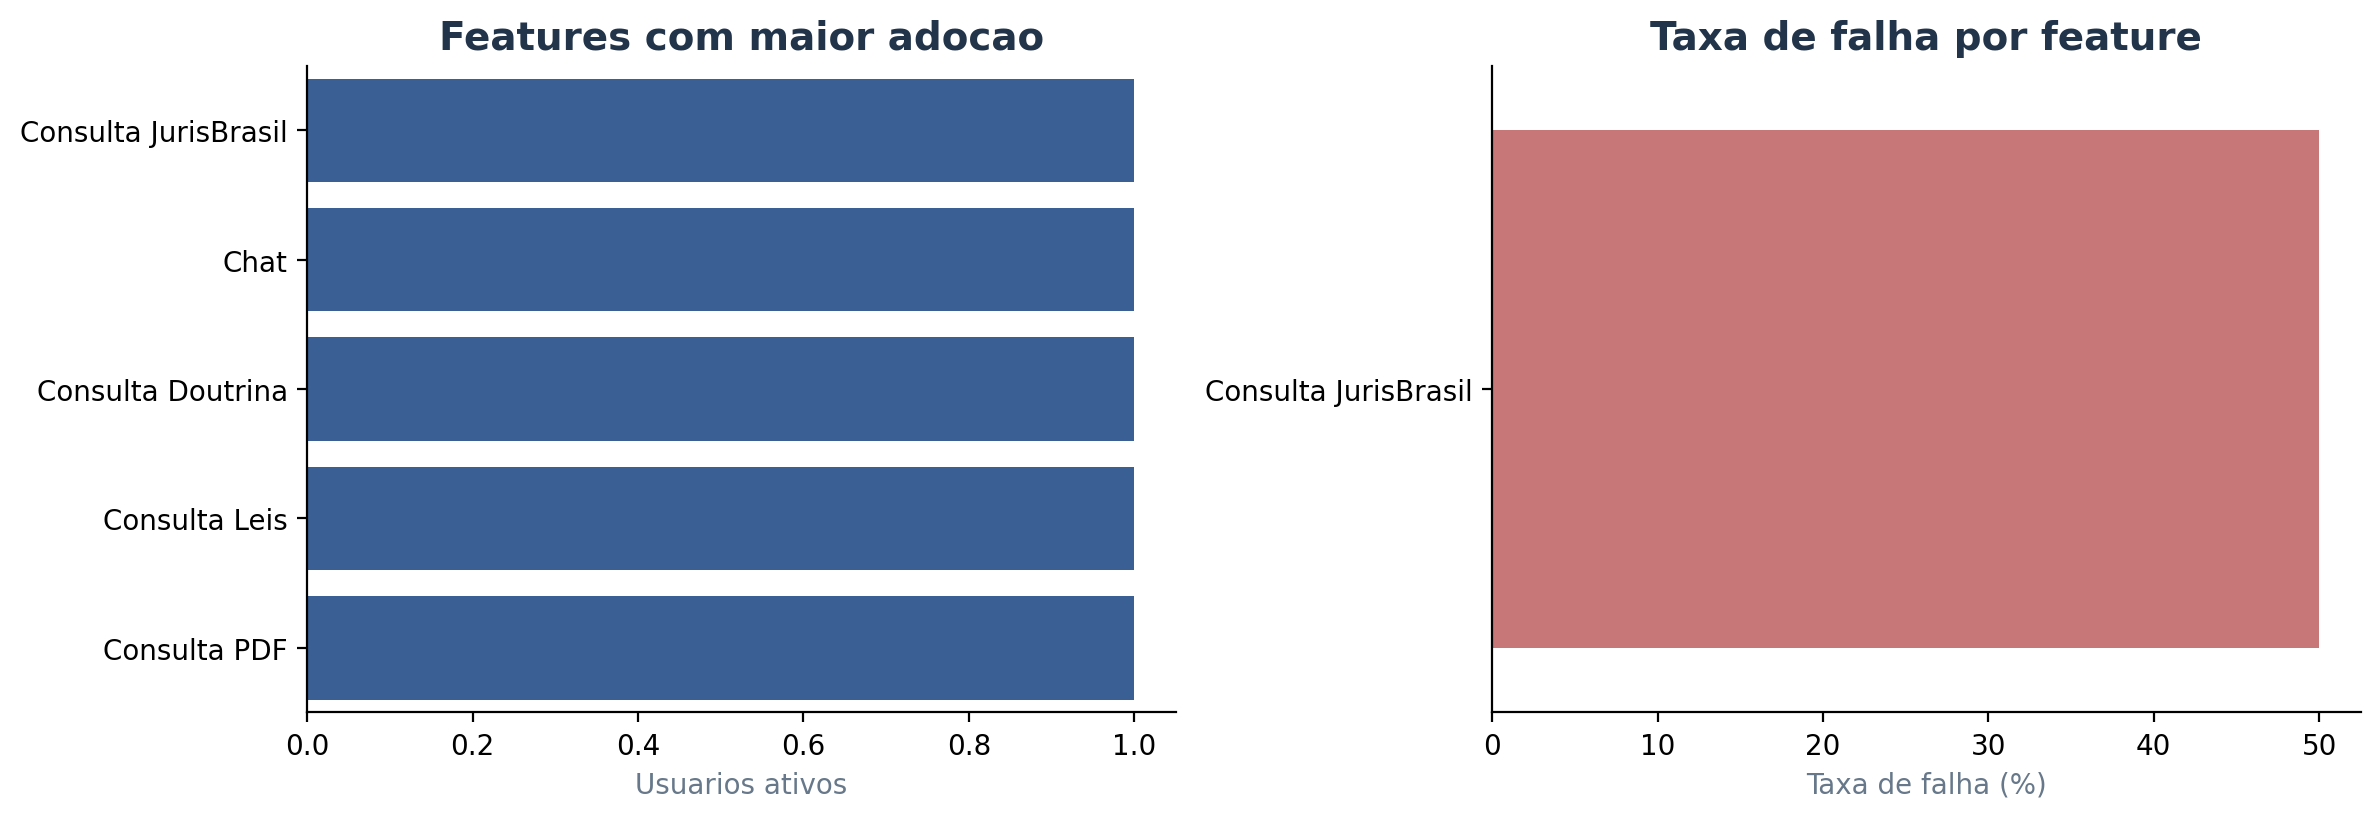 Features com maior adocao
Consulta JurisBrasil
Chat
Consulta Doutrina
Consulta Leis
Consulta PDF
0.0 0.2 0.4 0.6 0.8 1.0
Usuarios ativos
Taxa de falha por feature
Consulta JurisBrasil
0 10 20 30 40 50
Taxa de falha (%)